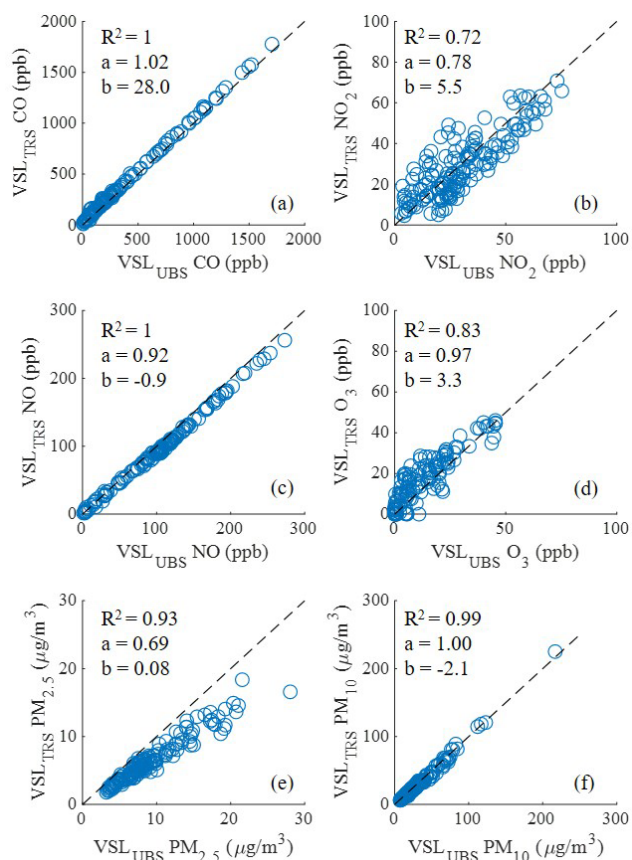 2000
1500
1000
500
0
VSL_TRS CO (ppb)
R² = 1
a = 1.02
b = 28.0
(a)
0 500 1000 1500 2000
VSL_UBS CO (ppb)
100
80
60
40
20
0
VSL_TRS NO₂ (ppb)
R² = 0.72
a = 0.78
b = 5.5
(b)
0 50 100
VSL_UBS NO₂ (ppb)
300
200
100
0
VSL_TRS NO (ppb)
R² = 1
a = 0.92
b = -0.9
(c)
0 100 200 300
VSL_UBS NO (ppb)
100
80
60
40
20
0
VSL_TRS O₃ (ppb)
R² = 0.83
a = 0.97
b = 3.3
(d)
0 50 100
VSL_UBS O₃ (ppb)
30
20
10
0
VSL_TRS PM₂.₅ (µg/m³)
R² = 0.93
a = 0.69
b = 0.08
(e)
0 10 20 30
VSL_UBS PM₂.₅ (µg/m³)
300
200
100
0
VSL_TRS PM₁₀ (µg/m³)
R² = 0.99
a = 1.00
b = -2.1
(f)
0 100 200 300
VSL_UBS PM₁₀ (µg/m³)